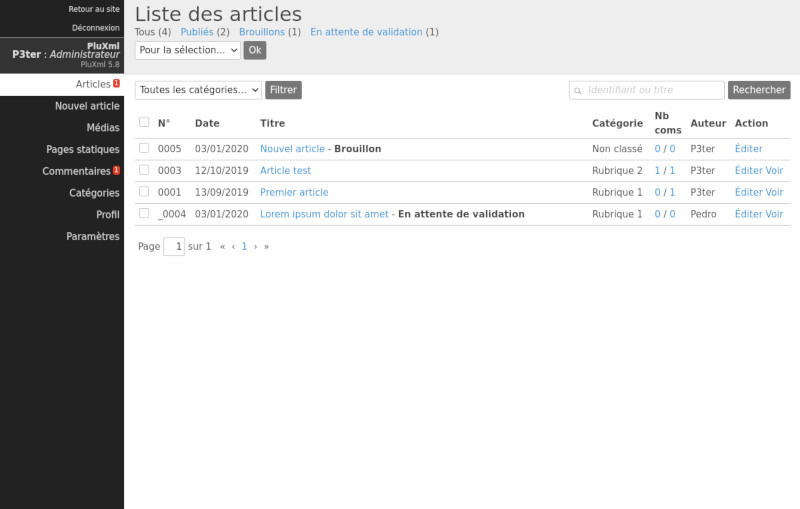 Retour au site
Déconnexion
PluXml
P3ter : Administrateur
PluXml 5.8
Articles 1
Nouvel article
Médias
Pages statiques
Commentaires 1
Catégories
Profil
Paramètres
Liste des articles
Tous (4) Publiés (2) Brouillons (1) En attente de validation (1)
Pour la sélection... Ok
Toutes les catégories... Filtrer Identifiant ou titre Rechercher
N° Date Titre Catégorie Nb coms Auteur Action
0005 03/01/2020 Nouvel article - Brouillon Non classé 0 / 0 P3ter Éditer
0003 12/10/2019 Article test Rubrique 2 1 / 1 P3ter Éditer Voir
0001 13/09/2019 Premier article Rubrique 1 0 / 1 P3ter Éditer Voir
_0004 03/01/2020 Lorem ipsum dolor sit amet - En attente de validation Rubrique 1 0 / 0 Pedro Éditer Voir
Page 1 sur 1 « ‹ 1 › »